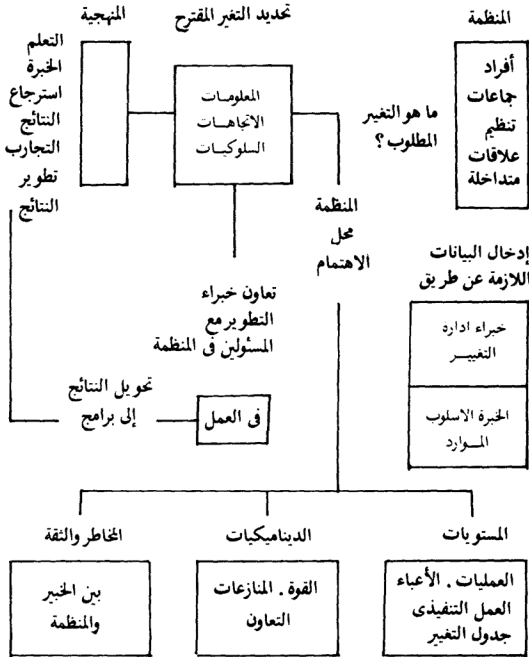 المنظمة
أفراد
جماعات
تنظيم
علاقات
متداخلة
ما هو التغيير
المطلوب؟
تحديد التغير المقترح
المعلومات
الاتجاهات
السلوكيات
المنهجية
التعلم
الخبرة
استرجاع
النتائج
التجارب
تطوير
النتائج
المنظمة
محل
الاهتمام
إدخال البيانات
اللازمة عن طريق
خبراء ادارة
التغييـر
الخبرة الاسلوب
المـوارد
تعاون خبراء
التطوير مع
المسئولين فى المنظمة
فى العمل
تحويل النتائج
إلى برامج
المستويات
العمليات . الأعباء
العمل التنفيذى
جدول التغيير
الديناميكيات
القوة . المنازعات
التعاون
المخاطر والثقة
بين الخبير
والمنظمة